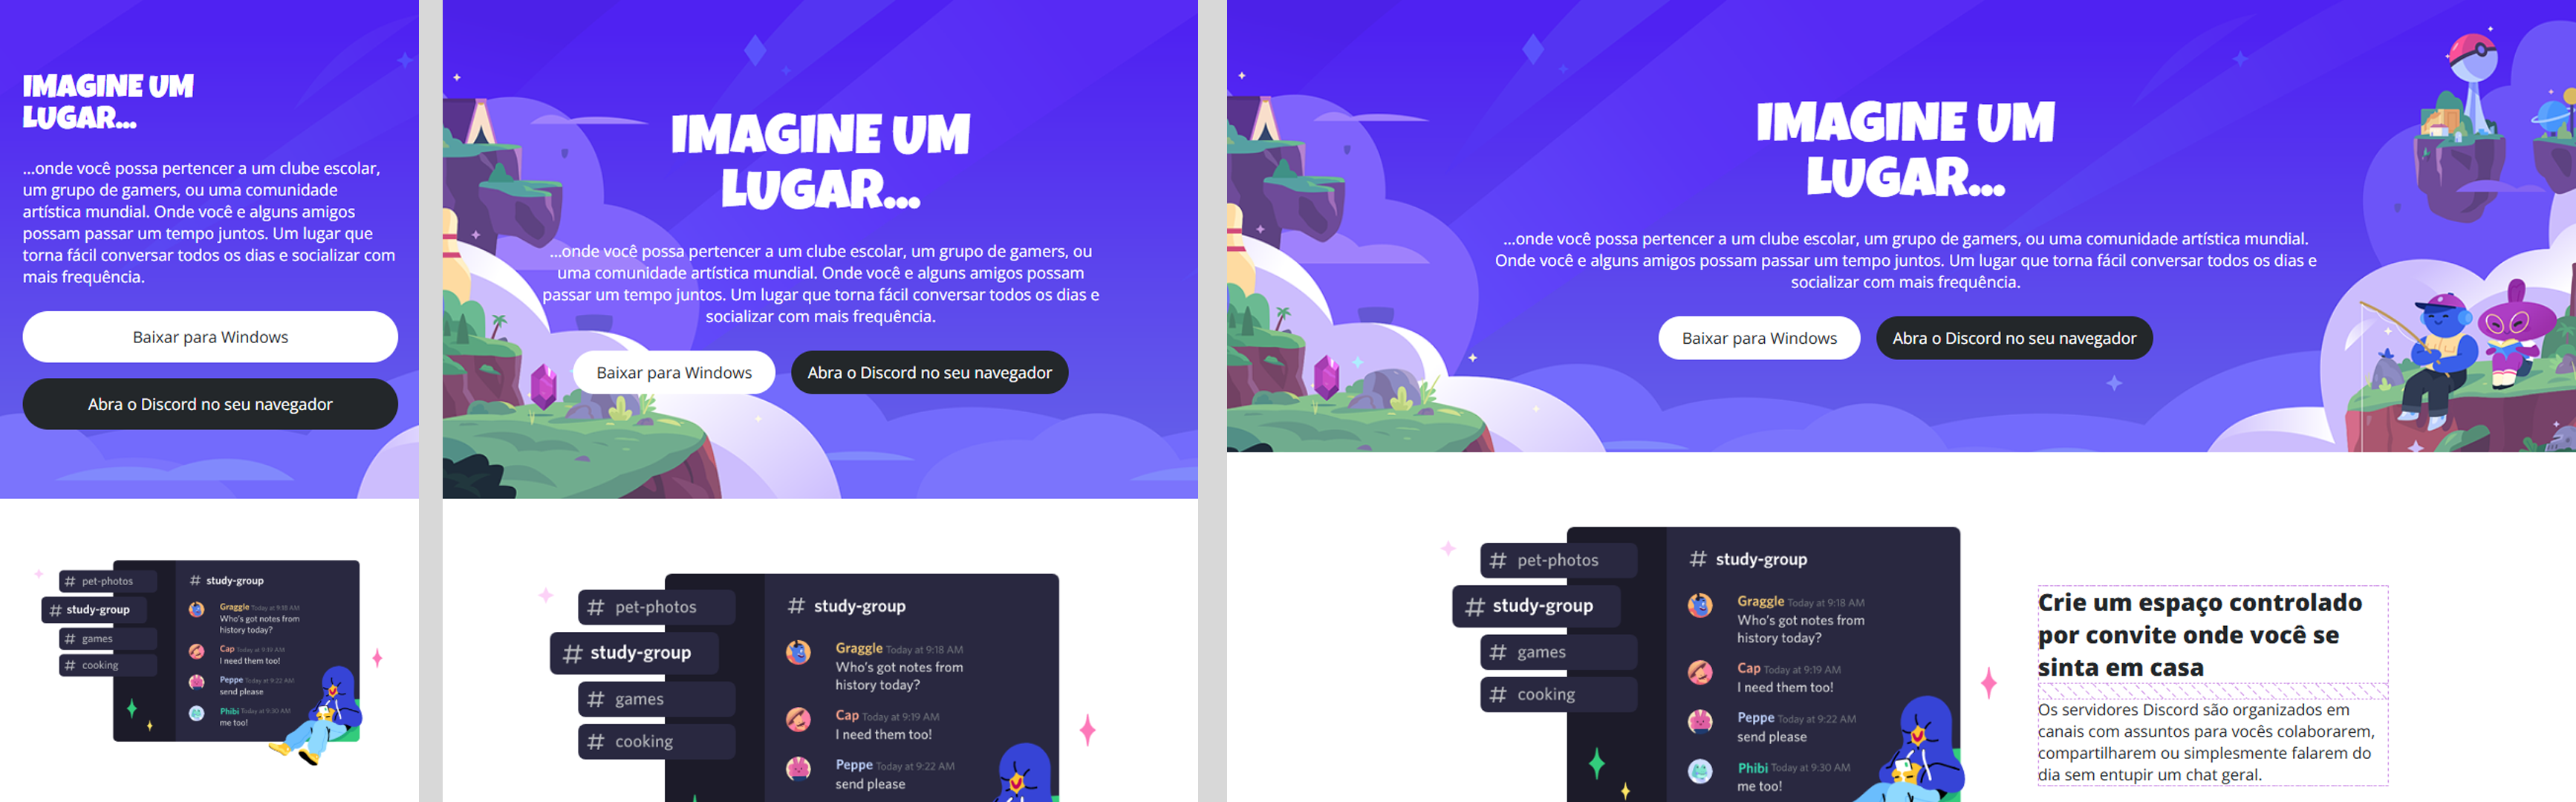 IMAGINE UM
LUGAR...
...onde você possa pertencer a um clube escolar,
um grupo de gamers, ou uma comunidade
artística mundial. Onde você e alguns amigos
possam passar um tempo juntos. Um lugar que
torna fácil conversar todos os dias e socializar com
mais frequência.
Baixar para Windows
Abra o Discord no seu navegador
# pet-photos
# study-group
# games
# cooking
# study-group
Graggle Today at 9:18 AM
Who's got notes from
history today?
Cap Today at 9:19 AM
I need them too!
Peppe Today at 9:22 AM
send please
Phibi Today at 9:30 AM
me too!
IMAGINE UM
LUGAR...
...onde você possa pertencer a um clube escolar, um grupo de gamers, ou
uma comunidade artística mundial. Onde você e alguns amigos possam
passar um tempo juntos. Um lugar que torna fácil conversar todos os dias e
socializar com mais frequência.
Baixar para Windows
Abra o Discord no seu navegador
# pet-photos
# study-group
# games
# cooking
# study-group
Graggle Today at 9:18 AM
Who's got notes from
history today?
Cap Today at 9:19 AM
I need them too!
Peppe Today at 9:22 AM
send please
IMAGINE UM
LUGAR...
...onde você possa pertencer a um clube escolar, um grupo de gamers, ou uma comunidade artística mundial.
Onde você e alguns amigos possam passar um tempo juntos. Um lugar que torna fácil conversar todos os dias e
socializar com mais frequência.
Baixar para Windows
Abra o Discord no seu navegador
# pet-photos
# study-group
# games
# cooking
# study-group
Graggle Today at 9:18 AM
Who's got notes from
history today?
Cap Today at 9:19 AM
I need them too!
Peppe Today at 9:22 AM
send please
Phibi Today at 9:30 AM
me too!
Crie um espaço controlado
por convite onde você se
sinta em casa
Os servidores Discord são organizados em
canais com assuntos para vocês colaborarem,
compartilharem ou simplesmente falarem do
dia sem entupir um chat geral.